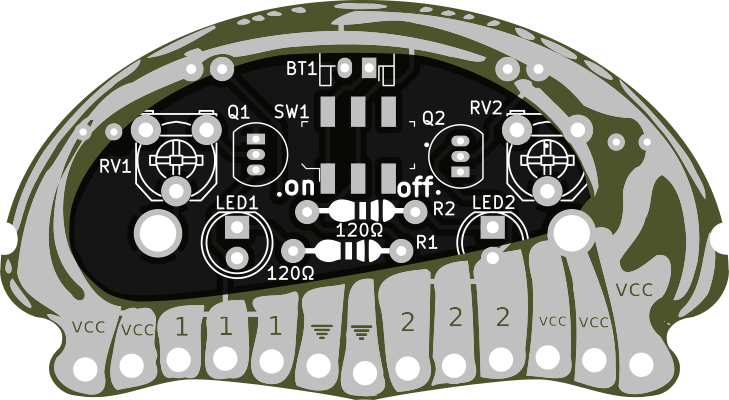 BT1
Q1 SW1 Q2 RV2
RV1
.on off.
LED1 R2 LED2
120Ω
R1
120Ω
VCC VCC 1 1 1 2 2 2 VCC VCC VCC